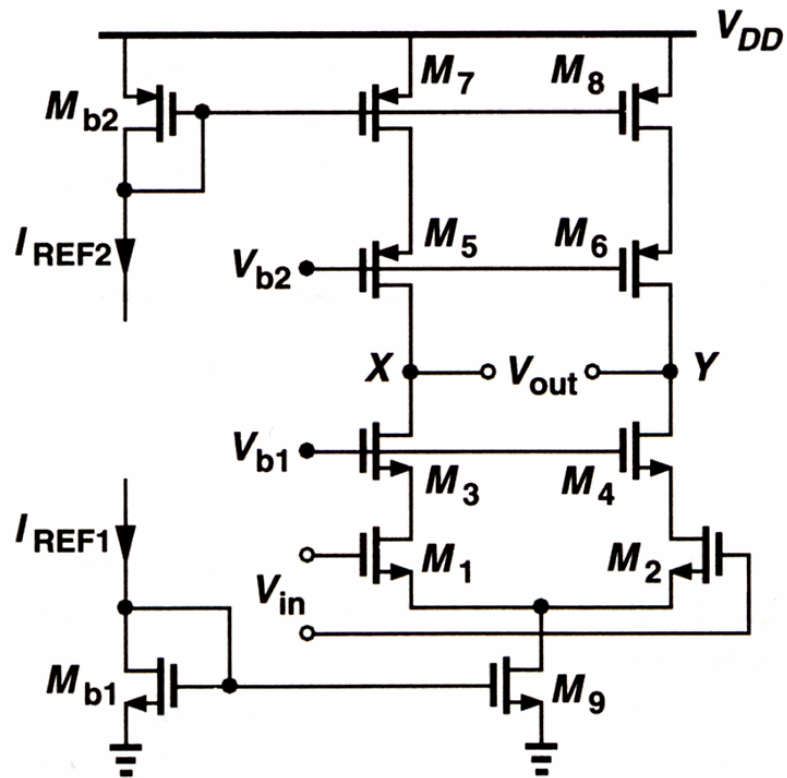 V_DD
M_b2
M_7
M_8
I_REF2
V_b2
M_5
M_6
X
V_out
Y
V_b1
M_3
M_4
I_REF1
V_in
M_1
M_2
M_b1
M_9